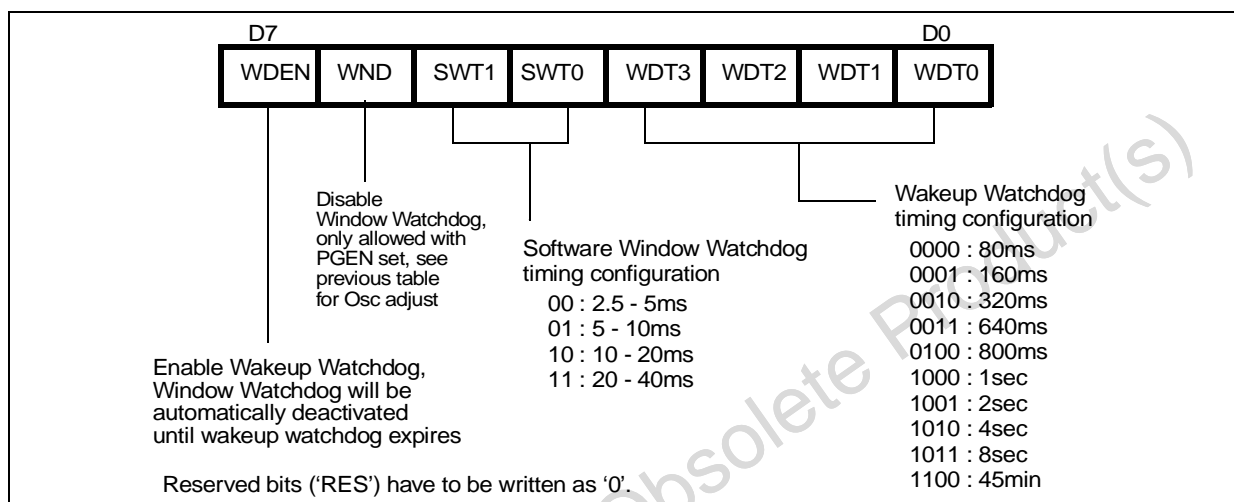 D7 D0
WDEN WND SWT1 SWT0 WDT3 WDT2 WDT1 WDT0
Disable
Window Watchdog,
only allowed with
PGEN set, see
previous table
for Osc adjust
Software Window Watchdog
timing configuration
00 : 2.5 - 5ms
01 : 5 - 10ms
10 : 10 - 20ms
11 : 20 - 40ms
Wakeup Watchdog
timing configuration
0000 : 80ms
0001 : 160ms
0010 : 320ms
0011 : 640ms
0100 : 800ms
1000 : 1sec
1001 : 2sec
1010 : 4sec
1011 : 8sec
1100 : 45min
Enable Wakeup Watchdog,
Window Watchdog will be
automatically deactivated
until wakeup watchdog expires
Reserved bits (‘RES’) have to be written as ‘0’.
Obsolete Product(s)